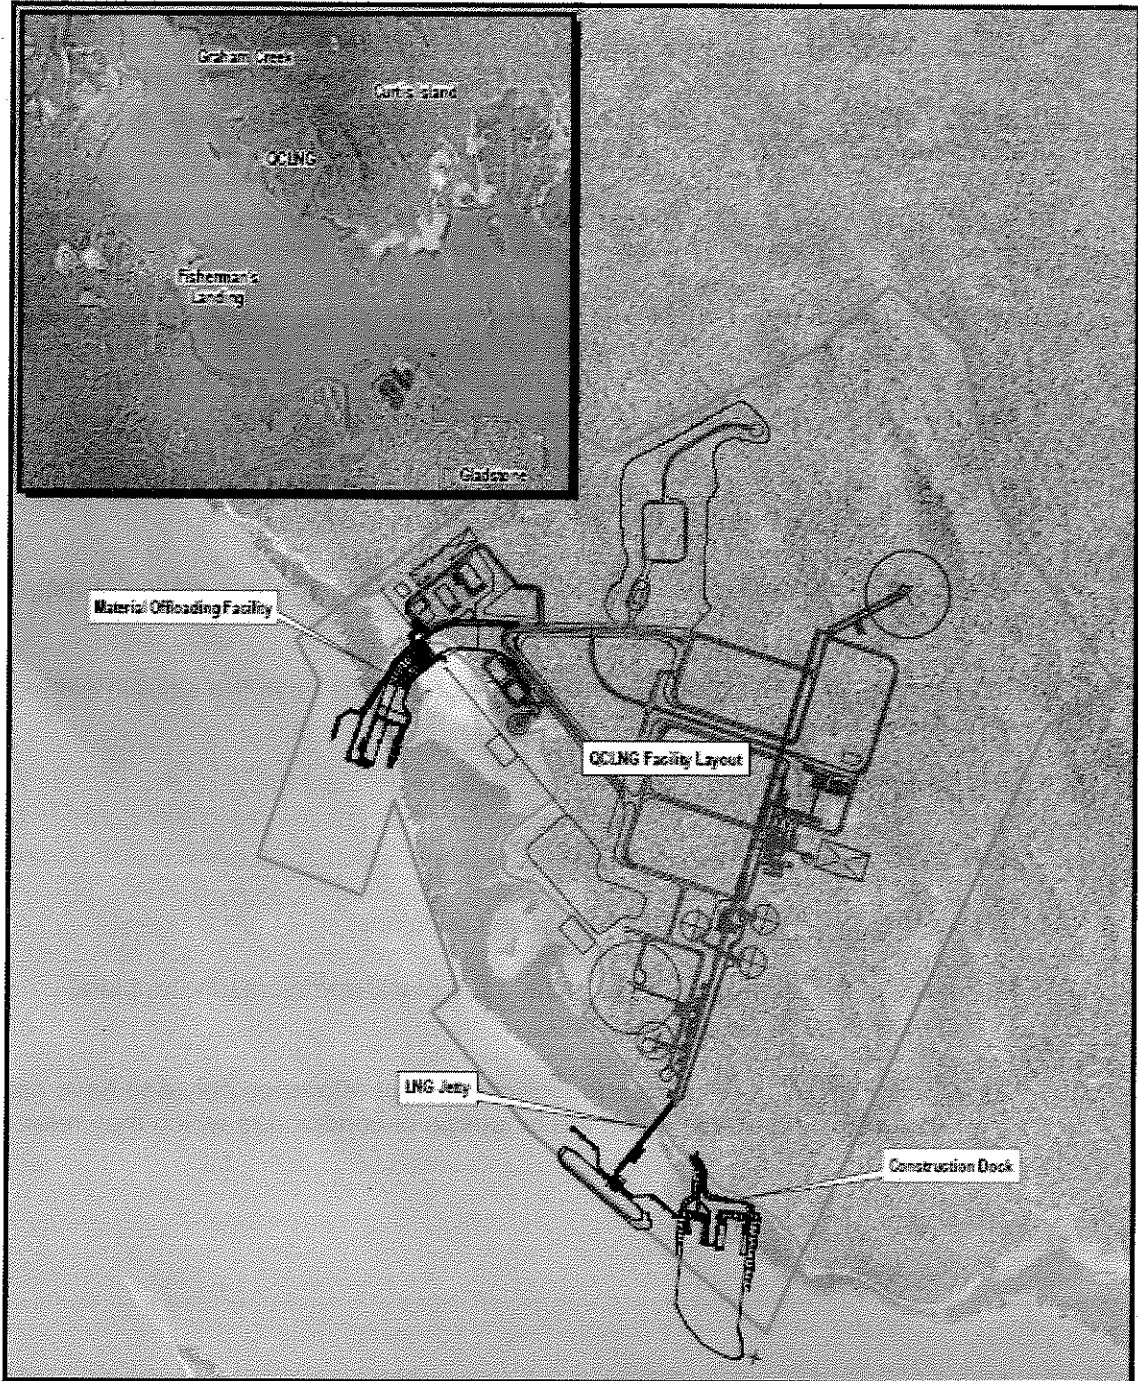 Graham Creek
Curtis Island
QCLNG
Fisherman's
Landing
Gladstone
Material Offloading Facility
QCLNG Facility Layout
LNG Jetty
Construction Dock